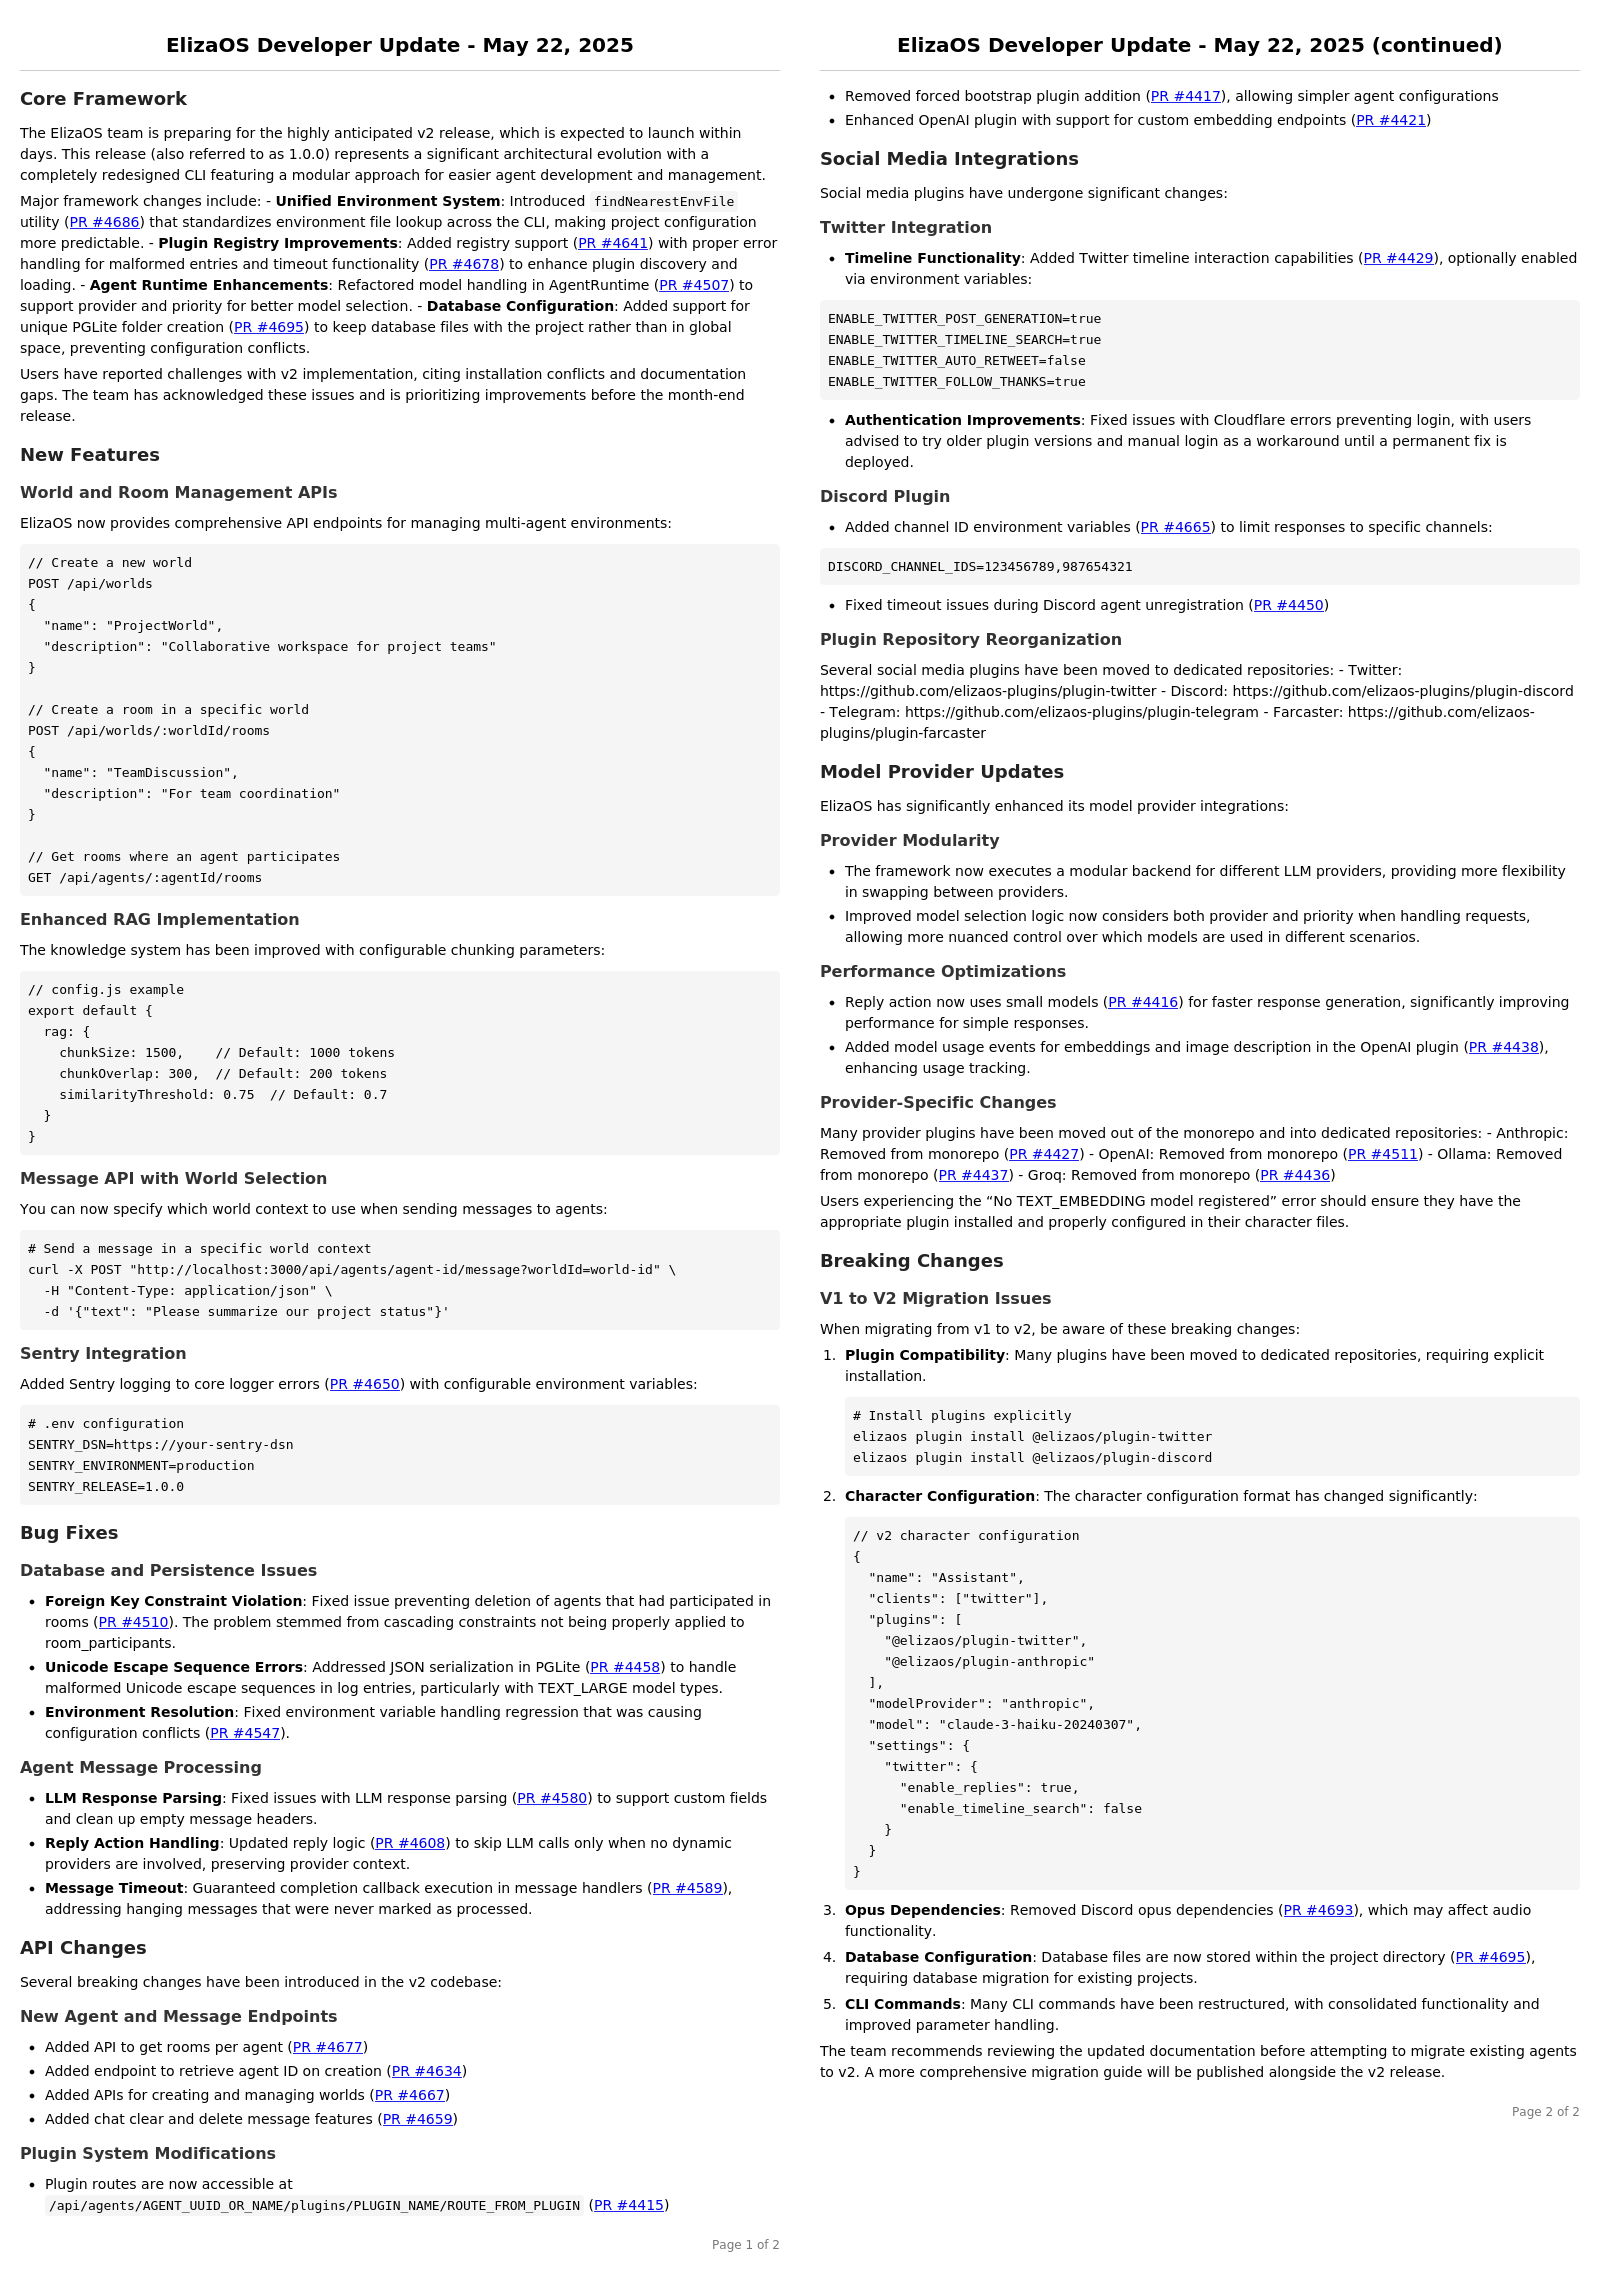 ElizaOS Developer Update - May 22, 2025
Core Framework
The ElizaOS team is preparing for the highly anticipated v2 release, which is expected to launch within
days. This release (also referred to as 1.0.0) represents a significant architectural evolution with a
completely redesigned CLI featuring a modular approach for easier agent development and management.
Major framework changes include: - Unified Environment System: Introduced findNearestEnvFile
utility (PR #4686) that standardizes environment file lookup across the CLI, making project configuration
more predictable. - Plugin Registry Improvements: Added registry support (PR #4641) with proper error
handling for malformed entries and timeout functionality (PR #4678) to enhance plugin discovery and
loading. - Agent Runtime Enhancements: Refactored model handling in AgentRuntime (PR #4507) to
support provider and priority for better model selection. - Database Configuration: Added support for
unique PGLite folder creation (PR #4695) to keep database files with the project rather than in global
space, preventing configuration conflicts.
Users have reported challenges with v2 implementation, citing installation conflicts and documentation
gaps. The team has acknowledged these issues and is prioritizing improvements before the month-end
release.
New Features
World and Room Management APIs
ElizaOS now provides comprehensive API endpoints for managing multi-agent environments:
// Create a new world
POST /api/worlds
{
  "name": "ProjectWorld",
  "description": "Collaborative workspace for project teams"
}
// Create a room in a specific world
POST /api/worlds/:worldId/rooms
{
  "name": "TeamDiscussion",
  "description": "For team coordination"
}
// Get rooms where an agent participates
GET /api/agents/:agentId/rooms
Enhanced RAG Implementation
The knowledge system has been improved with configurable chunking parameters:
// config.js example
export default {
  rag: {
    chunkSize: 1500,    // Default: 1000 tokens
    chunkOverlap: 300,  // Default: 200 tokens
    similarityThreshold: 0.75  // Default: 0.7
  }
}
Message API with World Selection
You can now specify which world context to use when sending messages to agents:
# Send a message in a specific world context
curl -X POST "http://localhost:3000/api/agents/agent-id/message?worldId=world-id" \
  -H "Content-Type: application/json" \
  -d '{"text": "Please summarize our project status"}'
Sentry Integration
Added Sentry logging to core logger errors (PR #4650) with configurable environment variables:
# .env configuration
SENTRY_DSN=https://your-sentry-dsn
SENTRY_ENVIRONMENT=production
SENTRY_RELEASE=1.0.0
Bug Fixes
Database and Persistence Issues
• Foreign Key Constraint Violation: Fixed issue preventing deletion of agents that had participated in
rooms (PR #4510). The problem stemmed from cascading constraints not being properly applied to
room_participants.
• Unicode Escape Sequence Errors: Addressed JSON serialization in PGLite (PR #4458) to handle
malformed Unicode escape sequences in log entries, particularly with TEXT_LARGE model types.
• Environment Resolution: Fixed environment variable handling regression that was causing
configuration conflicts (PR #4547).
Agent Message Processing
• LLM Response Parsing: Fixed issues with LLM response parsing (PR #4580) to support custom fields
and clean up empty message headers.
• Reply Action Handling: Updated reply logic (PR #4608) to skip LLM calls only when no dynamic
providers are involved, preserving provider context.
• Message Timeout: Guaranteed completion callback execution in message handlers (PR #4589),
addressing hanging messages that were never marked as processed.
API Changes
Several breaking changes have been introduced in the v2 codebase:
New Agent and Message Endpoints
• Added API to get rooms per agent (PR #4677)
• Added endpoint to retrieve agent ID on creation (PR #4634)
• Added APIs for creating and managing worlds (PR #4667)
• Added chat clear and delete message features (PR #4659)
Plugin System Modifications
• Plugin routes are now accessible at
/api/agents/AGENT_UUID_OR_NAME/plugins/PLUGIN_NAME/ROUTE_FROM_PLUGIN (PR #4415)
Page 1 of 2
ElizaOS Developer Update - May 22, 2025 (continued)
• Removed forced bootstrap plugin addition (PR #4417), allowing simpler agent configurations
• Enhanced OpenAI plugin with support for custom embedding endpoints (PR #4421)
Social Media Integrations
Social media plugins have undergone significant changes:
Twitter Integration
• Timeline Functionality: Added Twitter timeline interaction capabilities (PR #4429), optionally enabled
via environment variables:
ENABLE_TWITTER_POST_GENERATION=true
ENABLE_TWITTER_TIMELINE_SEARCH=true
ENABLE_TWITTER_AUTO_RETWEET=false
ENABLE_TWITTER_FOLLOW_THANKS=true
• Authentication Improvements: Fixed issues with Cloudflare errors preventing login, with users
advised to try older plugin versions and manual login as a workaround until a permanent fix is
deployed.
Discord Plugin
• Added channel ID environment variables (PR #4665) to limit responses to specific channels:
DISCORD_CHANNEL_IDS=123456789,987654321
• Fixed timeout issues during Discord agent unregistration (PR #4450)
Plugin Repository Reorganization
Several social media plugins have been moved to dedicated repositories: - Twitter:
https://github.com/elizaos-plugins/plugin-twitter - Discord: https://github.com/elizaos-plugins/plugin-discord
- Telegram: https://github.com/elizaos-plugins/plugin-telegram - Farcaster: https://github.com/elizaos-
plugins/plugin-farcaster
Model Provider Updates
ElizaOS has significantly enhanced its model provider integrations:
Provider Modularity
• The framework now executes a modular backend for different LLM providers, providing more flexibility
in swapping between providers.
• Improved model selection logic now considers both provider and priority when handling requests,
allowing more nuanced control over which models are used in different scenarios.
Performance Optimizations
• Reply action now uses small models (PR #4416) for faster response generation, significantly improving
performance for simple responses.
• Added model usage events for embeddings and image description in the OpenAI plugin (PR #4438),
enhancing usage tracking.
Provider-Specific Changes
Many provider plugins have been moved out of the monorepo and into dedicated repositories: - Anthropic:
Removed from monorepo (PR #4427) - OpenAI: Removed from monorepo (PR #4511) - Ollama: Removed
from monorepo (PR #4437) - Groq: Removed from monorepo (PR #4436)
Users experiencing the “No TEXT_EMBEDDING model registered” error should ensure they have the
appropriate plugin installed and properly configured in their character files.
Breaking Changes
V1 to V2 Migration Issues
When migrating from v1 to v2, be aware of these breaking changes:
1. Plugin Compatibility: Many plugins have been moved to dedicated repositories, requiring explicit
installation.
# Install plugins explicitly
elizaos plugin install @elizaos/plugin-twitter
elizaos plugin install @elizaos/plugin-discord
2. Character Configuration: The character configuration format has changed significantly:
// v2 character configuration
{
  "name": "Assistant",
  "clients": ["twitter"],
  "plugins": [
    "@elizaos/plugin-twitter",
    "@elizaos/plugin-anthropic"
  ],
  "modelProvider": "anthropic",
  "model": "claude-3-haiku-20240307",
  "settings": {
    "twitter": {
      "enable_replies": true,
      "enable_timeline_search": false
    }
  }
}
3. Opus Dependencies: Removed Discord opus dependencies (PR #4693), which may affect audio
functionality.
4. Database Configuration: Database files are now stored within the project directory (PR #4695),
requiring database migration for existing projects.
5. CLI Commands: Many CLI commands have been restructured, with consolidated functionality and
improved parameter handling.
The team recommends reviewing the updated documentation before attempting to migrate existing agents
to v2. A more comprehensive migration guide will be published alongside the v2 release.
Page 2 of 2